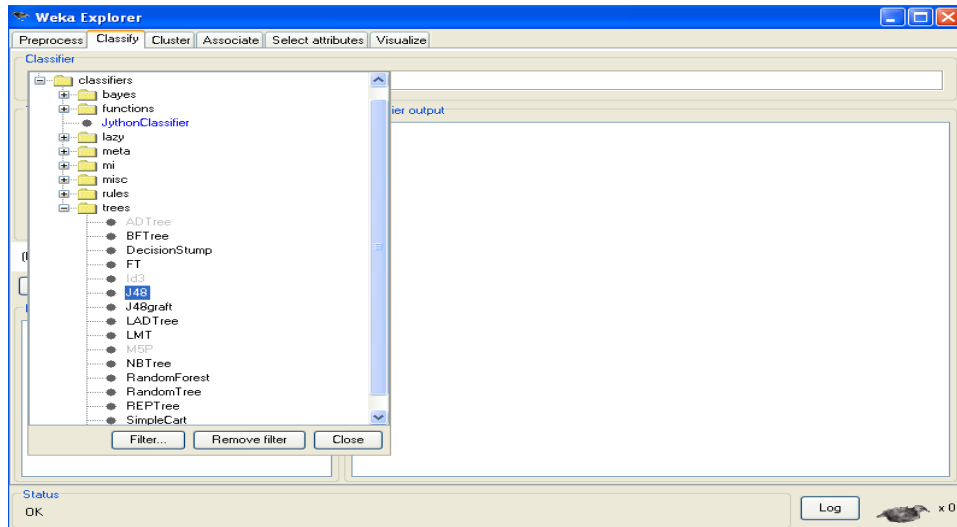 Weka Explorer
Preprocess Classify Cluster Associate Select attributes Visualize
Classifier
classifiers
bayes
functions
JythonClassifier
lazy
meta
mi
misc
rules
trees
ADTree
BFTree
DecisionStump
FT
Id3
J48
J48graft
LADTree
LMT
M5P
NBTree
RandomForest
RandomTree
REPTree
SimpleCart
Filter... Remove filter Close
ier output
Status
OK
Log x 0